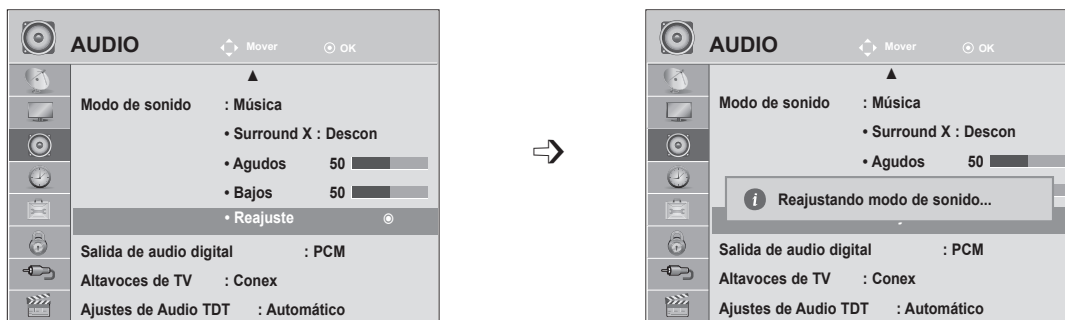 AUDIO
Mover
OK
Modo de sonido : Música
• Surround X : Descon
• Agudos 50
• Bajos 50
• Reajuste
Salida de audio digital : PCM
Altavoces de TV : Conex
Ajustes de Audio TDT : Automático
AUDIO
Mover
OK
Modo de sonido : Música
• Surround X : Descon
• Agudos 50
i Reajustando modo de sonido...
Salida de audio digital : PCM
Altavoces de TV : Conex
Ajustes de Audio TDT : Automático